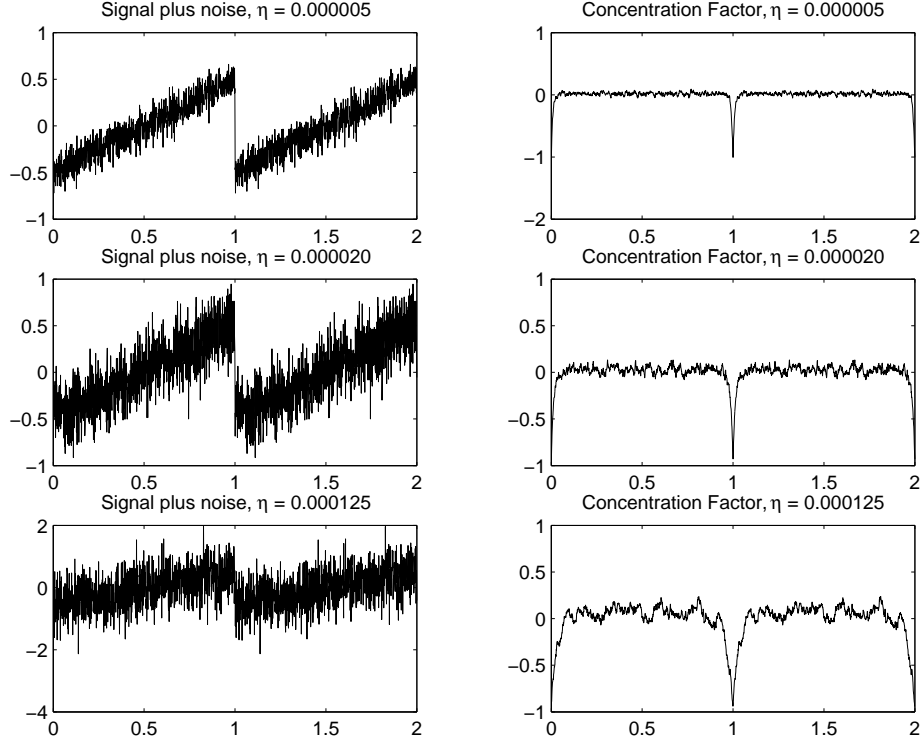 Signal plus noise, η = 0.000005
1
0.5
0
−0.5
−1
0 0.5 1 1.5 2
Concentration Factor, η = 0.000005
1
0
−1
−2
0 0.5 1 1.5 2
Signal plus noise, η = 0.000020
1
0.5
0
−0.5
−1
0 0.5 1 1.5 2
Concentration Factor, η = 0.000020
1
0.5
0
−0.5
−1
0 0.5 1 1.5 2
Signal plus noise, η = 0.000125
2
0
−2
−4
0 0.5 1 1.5 2
Concentration Factor, η = 0.000125
1
0.5
0
−0.5
−1
0 0.5 1 1.5 2